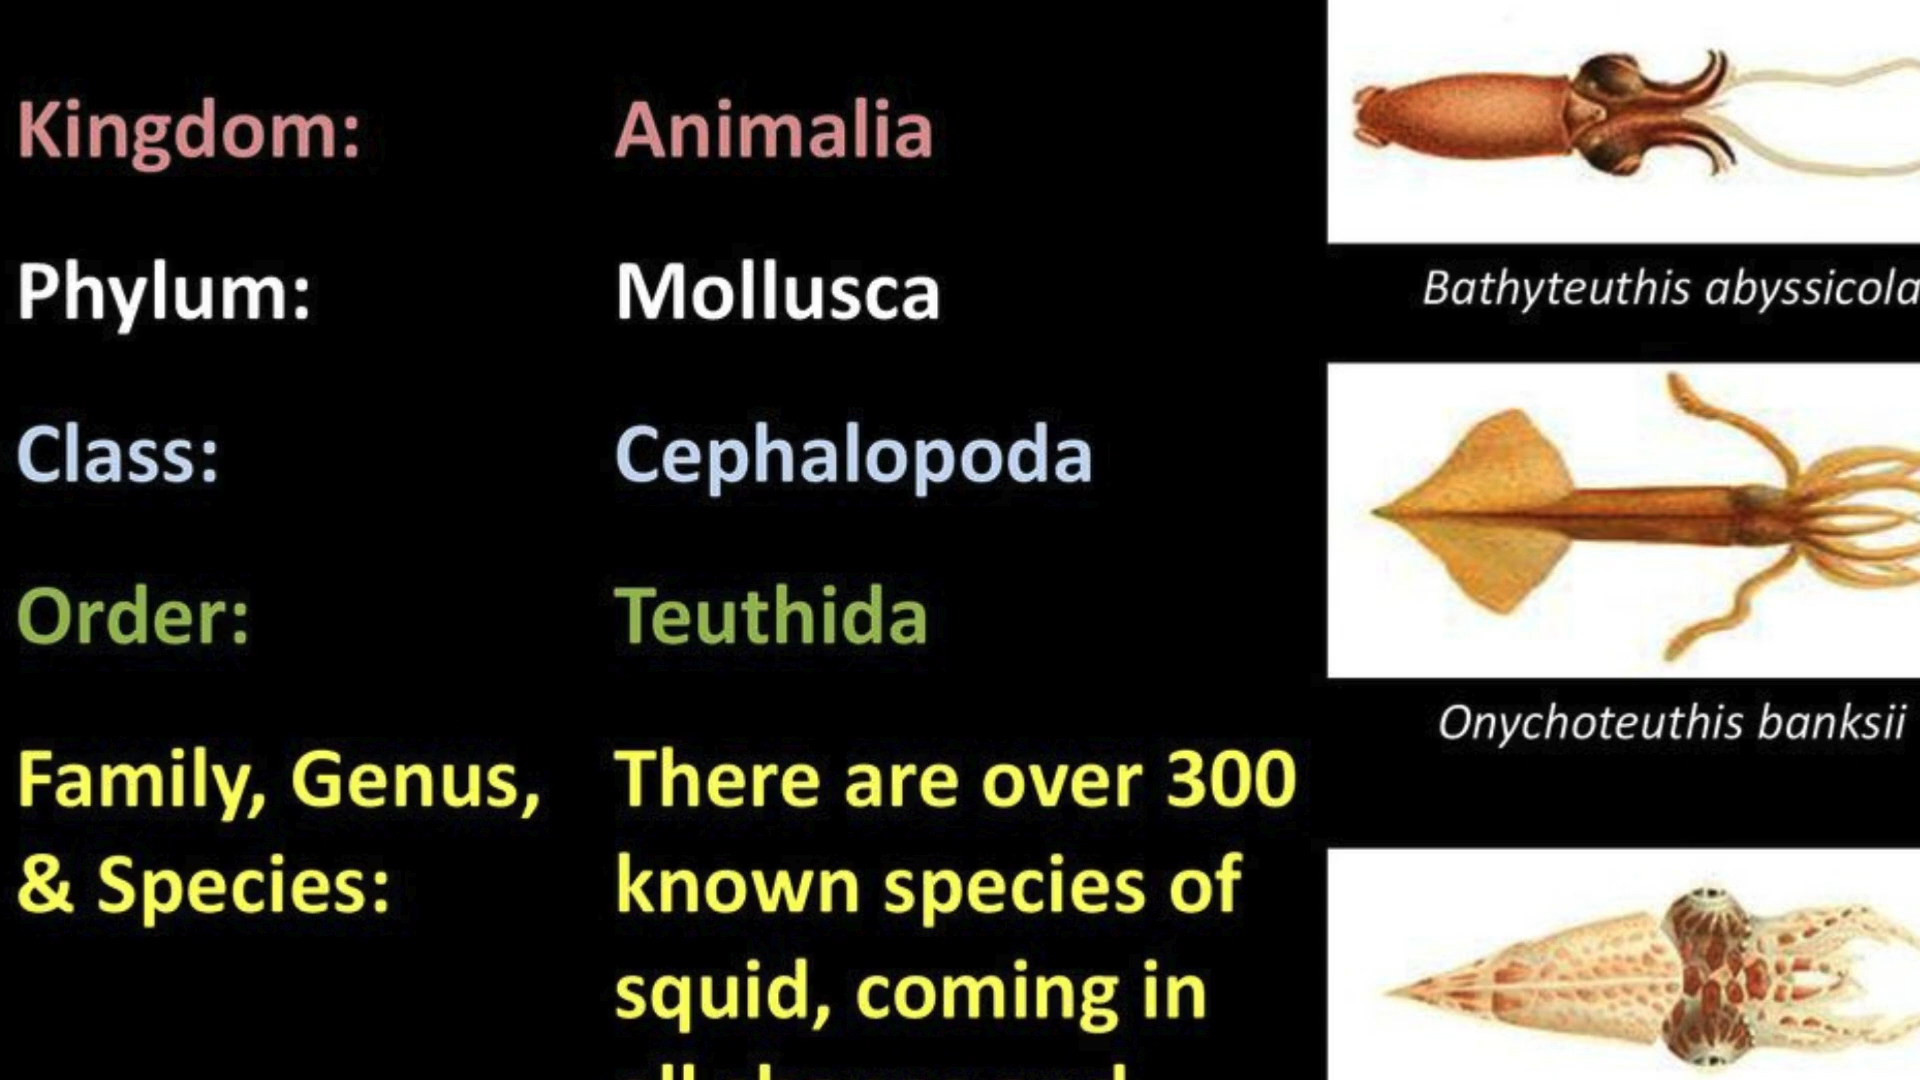 Kingdom: Animalia
Phylum: Mollusca
Class: Cephalopoda
Order: Teuthida
Family, Genus, There are over 300
& Species: known species of
squid, coming in
Bathyteuthis abyssicola
Onychoteuthis banksii